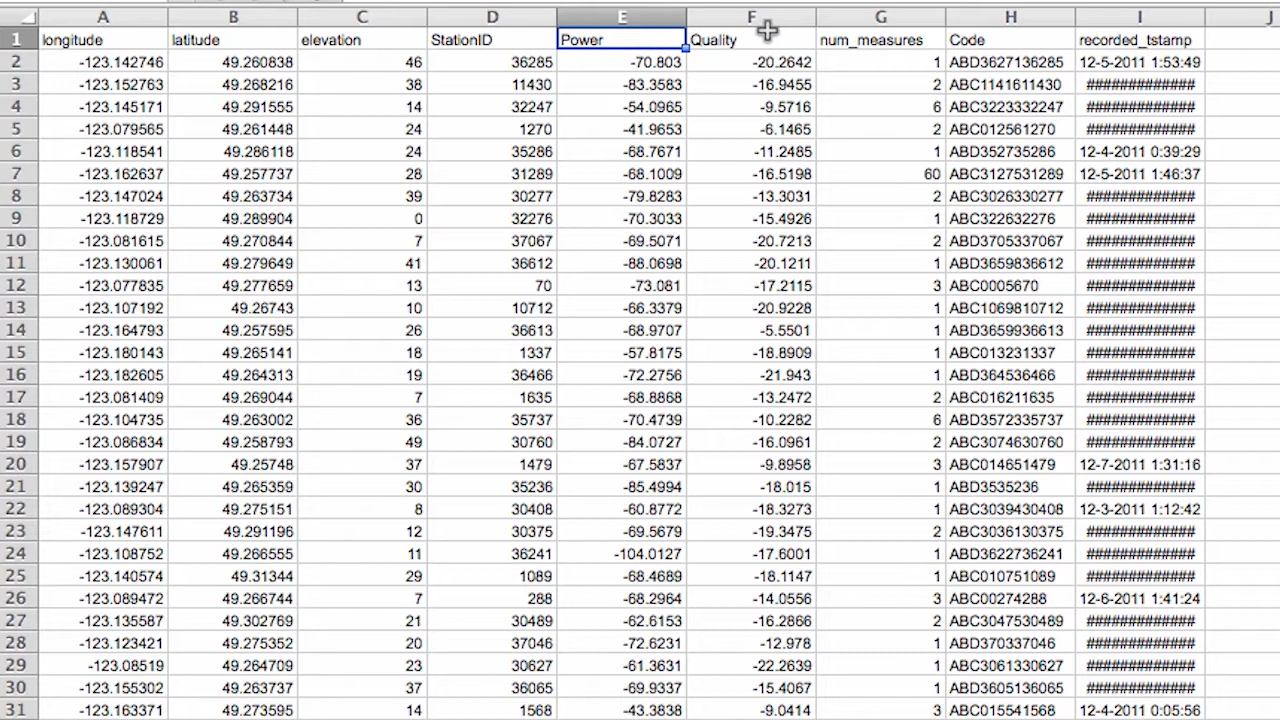 A B C D E F G H I J
1 longitude latitude elevation StationID Power Quality num_measures Code recorded_tstamp
2 -123.142746 49.260838 46 36285 -70.803 -20.2642 1 ABD3627136285 12-5-2011 1:53:49
3 -123.152763 49.268216 38 11430 -83.3583 -16.9455 2 ABC1141611430 #############
4 -123.145171 49.291555 14 32247 -54.0965 -9.5716 6 ABC3223332247 #############
5 -123.079565 49.261448 24 1270 -41.9653 -6.1465 2 ABC012561270 #############
6 -123.118541 49.286118 24 35286 -68.7671 -11.2485 1 ABD352735286 12-4-2011 0:39:29
7 -123.162637 49.257737 28 31289 -68.1009 -16.5198 60 ABC3127531289 12-5-2011 1:46:37
8 -123.147024 49.263734 39 30277 -79.8283 -13.3031 2 ABC3026330277 #############
9 -123.118729 49.289904 0 32276 -70.3033 -15.4926 1 ABC322632276 #############
10 -123.081615 49.270844 7 37067 -69.5071 -20.7213 2 ABD3705337067 #############
11 -123.130061 49.279649 41 36612 -88.0698 -20.1211 1 ABD3659836612 #############
12 -123.077835 49.277659 13 70 -73.081 -17.2115 3 ABC0005670 #############
13 -123.107192 49.26743 10 10712 -66.3379 -20.9228 1 ABC1069810712 #############
14 -123.164793 49.257595 26 36613 -68.9707 -5.5501 1 ABD3659936613 #############
15 -123.180143 49.265141 18 1337 -57.8175 -18.8909 1 ABC013231337 #############
16 -123.182605 49.264313 19 36466 -72.2756 -21.943 1 ABD364536466 #############
17 -123.081409 49.269044 7 1635 -68.8868 -13.2472 2 ABC016211635 #############
18 -123.104735 49.263002 36 35737 -70.4739 -10.2282 6 ABD3572335737 #############
19 -123.086834 49.258793 49 30760 -84.0727 -16.0961 2 ABC3074630760 #############
20 -123.157907 49.25748 37 1479 -67.5837 -9.8958 3 ABC014651479 12-7-2011 1:31:16
21 -123.139247 49.265359 30 35236 -85.4994 -18.015 1 ABD3535236 #############
22 -123.089304 49.275151 8 30408 -60.8772 -18.3273 1 ABC3039430408 12-3-2011 1:12:42
23 -123.147611 49.291196 12 30375 -69.5679 -19.3475 2 ABC3036130375 #############
24 -123.108752 49.266555 11 36241 -104.0127 -17.6001 1 ABD3622736241 #############
25 -123.140574 49.31344 29 1089 -68.4689 -18.1147 1 ABC010751089 #############
26 -123.089472 49.266744 7 288 -68.2964 -14.0556 3 ABC00274288 12-6-2011 1:41:24
27 -123.135587 49.302769 21 30489 -62.6153 -16.2866 2 ABC3047530489 #############
28 -123.123421 49.275352 20 37046 -72.6231 -12.978 1 ABD370337046 #############
29 -123.08519 49.264709 23 30627 -61.3631 -22.2639 1 ABC3061330627 #############
30 -123.155302 49.263737 37 36065 -69.9337 -15.4067 1 ABD3605136065 #############
31 -123.163371 49.273595 14 1568 -43.3838 -9.0414 3 ABC015541568 12-4-2011 0:05:56